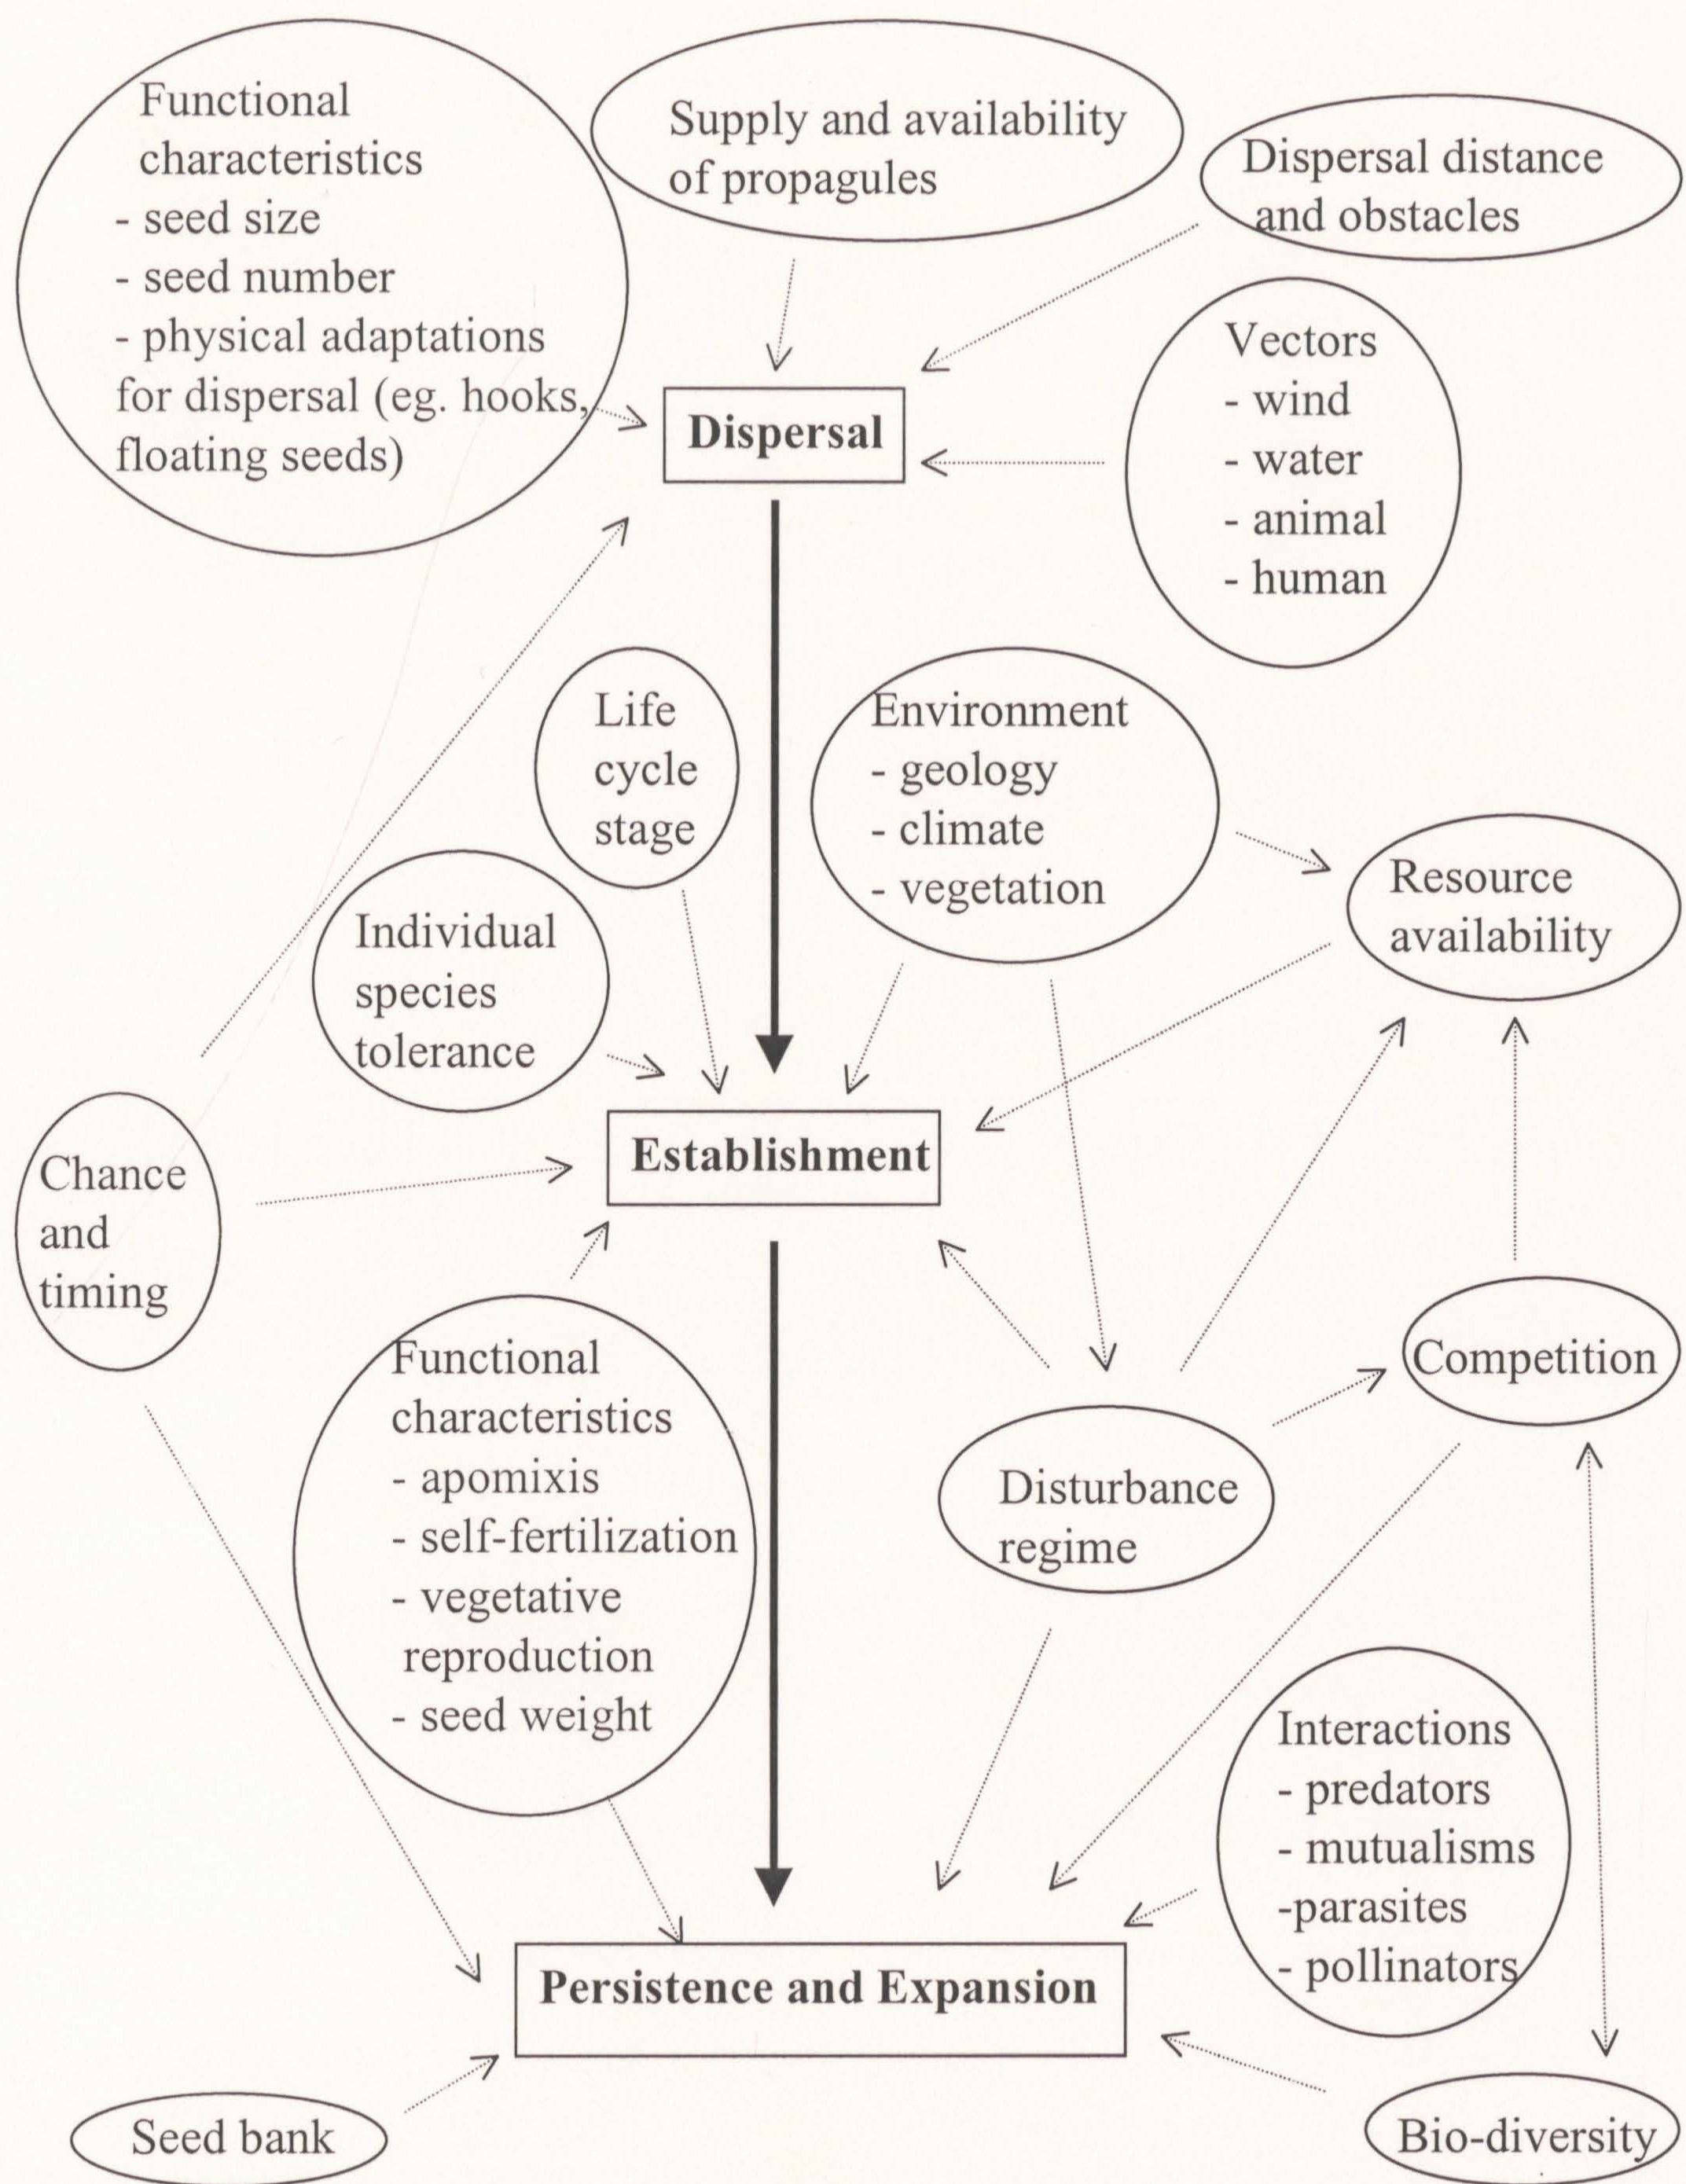 Functional
characteristics
- seed size
- seed number
- physical adaptations
for dispersal (eg. hooks,
floating seeds)
Supply and availability
of propagules
Dispersal distance
and obstacles
Vectors
- wind
- water
- animal
- human
Dispersal
Life
cycle
stage
Environment
- geology
- climate
- vegetation
Resource
availability
Individual
species
tolerance
Establishment
Chance
and
timing
Functional
characteristics
- apomixis
- self-fertilization
- vegetative
reproduction
- seed weight
Competition
Disturbance
regime
Interactions
- predators
- mutualisms
-parasites
- pollinators
Persistence and Expansion
Seed bank
Bio-diversity